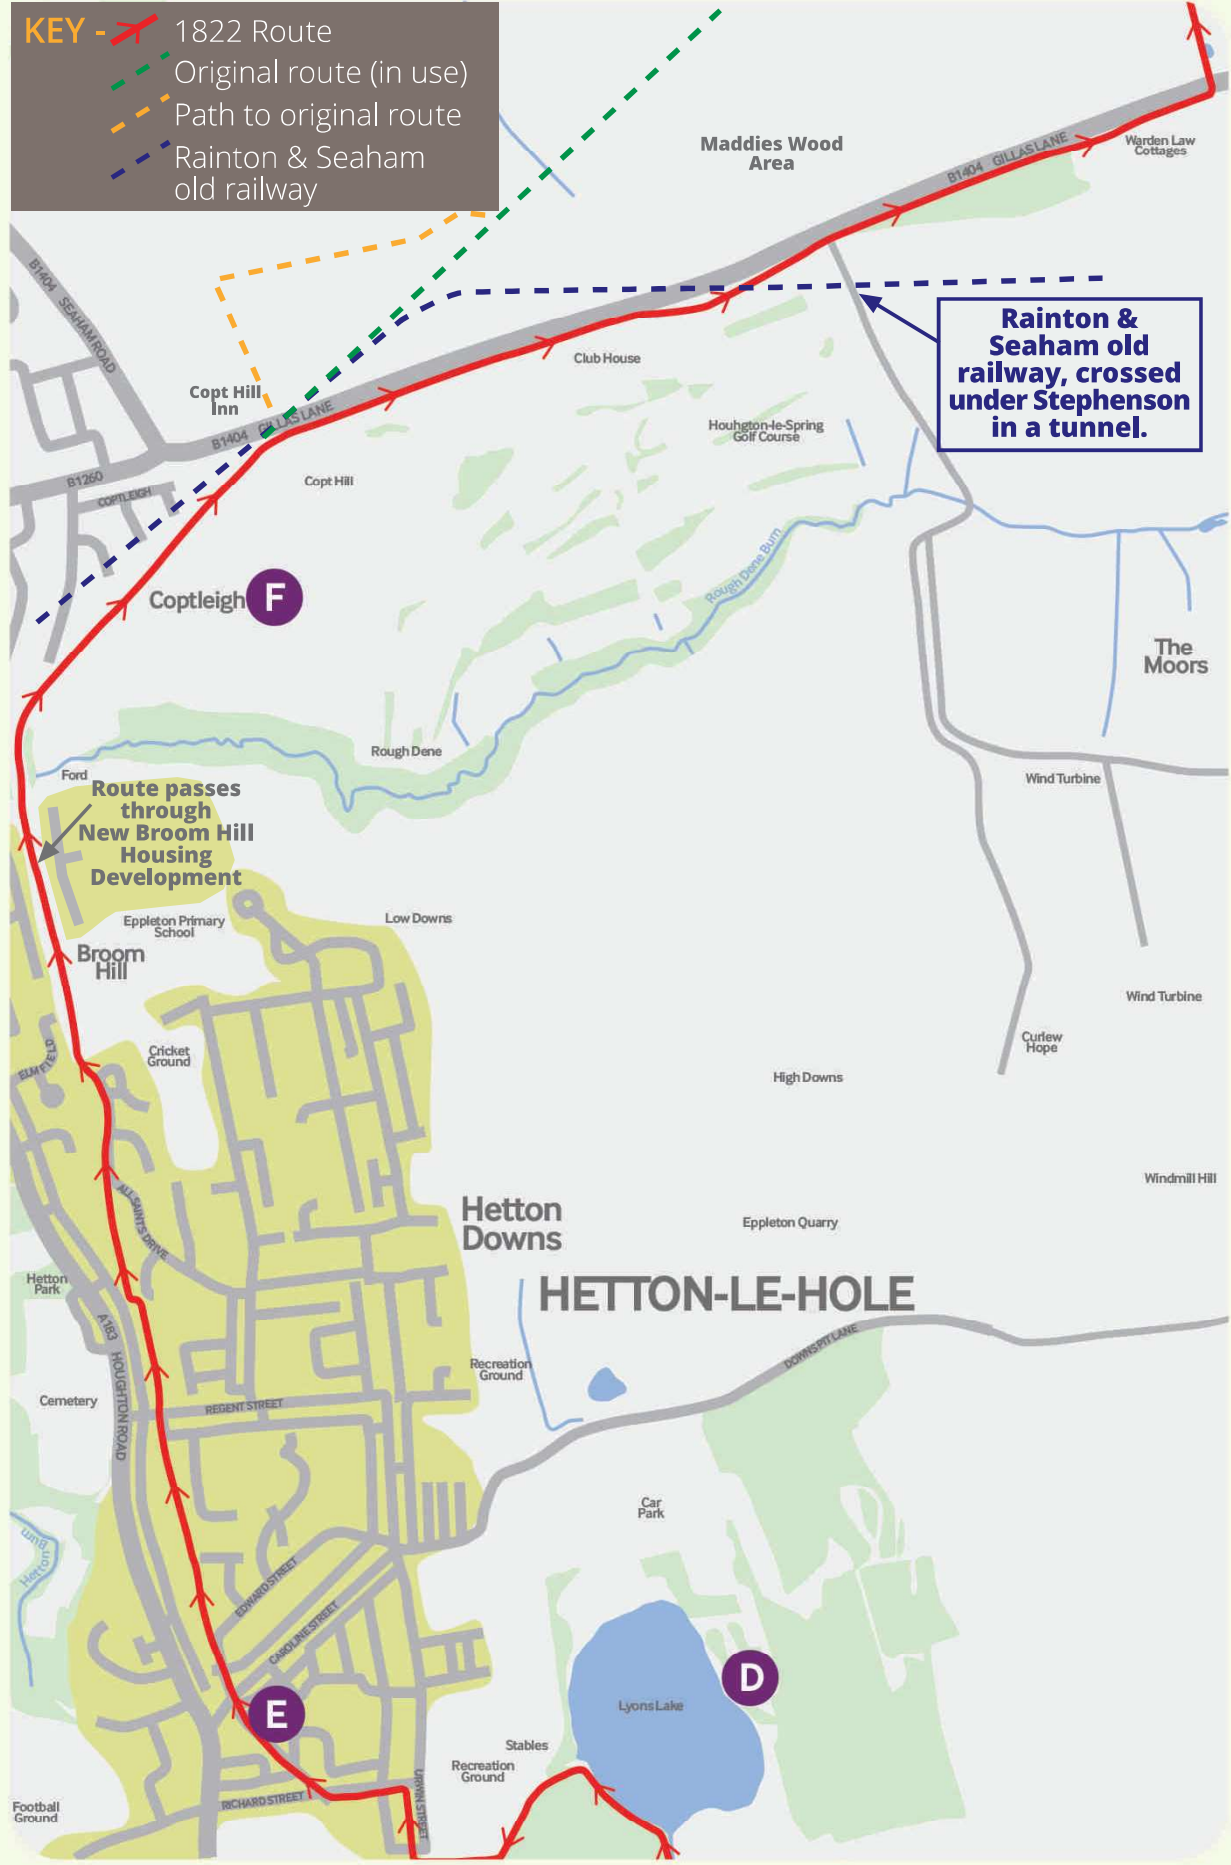 KEY -
1822 Route
Original route (in use)
Path to original route
Rainton & Seaham
old railway
Maddies Wood
Area
B1404 GILLAS LANE
Warden Law
Cottages
B1404 SEAHAM ROAD
Rainton &
Seaham old
railway, crossed
under Stephenson
in a tunnel.
Club House
Copt Hill
Inn
B1404 GILLAS LANE
Houhgton-le-Spring
Golf Course
B1260
COPTLEIGH
Copt Hill
Rough Dene Burn
Coptleigh
F
The
Moors
Rough Dene
Ford
Wind Turbine
Route passes
through
New Broom Hill
Housing
Development
Eppleton Primary
School
Low Downs
Broom
Hill
Wind Turbine
ELMFIELD
Cricket
Ground
Curlew
Hope
High Downs
Windmill Hill
ALL SAINTS DRIVE
Hetton
Downs
Eppleton Quarry
Hetton
Park
HETTON-LE-HOLE
A183 HOUGHTON ROAD
DOWNS PIT LANE
Recreation
Ground
Cemetery
REGENT STREET
Car
Park
Hetton
Burn
EDWARD STREET
CAROLINE STREET
D
Lyons Lake
E
Stables
Recreation
Ground
RICHARD STREET
URWIN STREET
Football
Ground